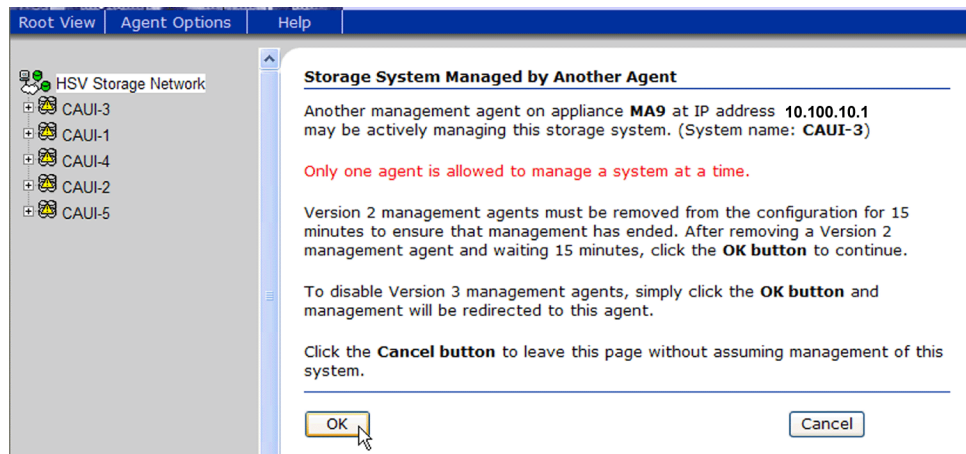 Root View Agent Options Help
HSV Storage Network
CAUI-3
CAUI-1
CAUI-4
CAUI-2
CAUI-5
Storage System Managed by Another Agent
Another management agent on appliance MA9 at IP address 10.100.10.1
may be actively managing this storage system. (System name: CAUI-3)
Only one agent is allowed to manage a system at a time.
Version 2 management agents must be removed from the configuration for 15
minutes to ensure that management has ended. After removing a Version 2
management agent and waiting 15 minutes, click the OK button to continue.
To disable Version 3 management agents, simply click the OK button and
management will be redirected to this agent.
Click the Cancel button to leave this page without assuming management of this
system.
OK Cancel